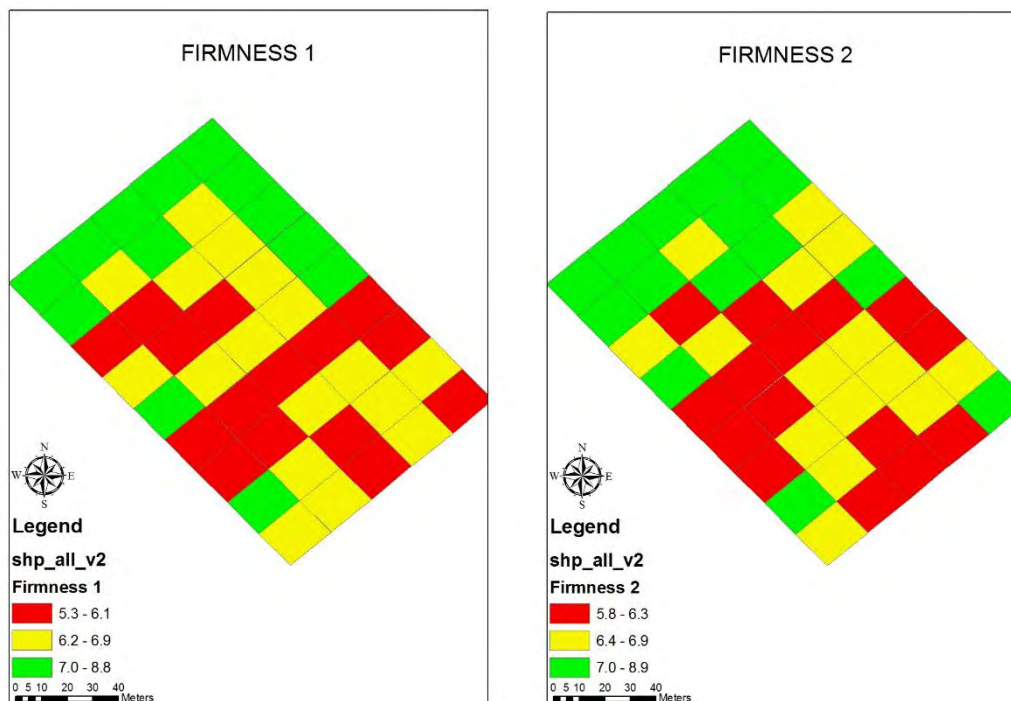 FIRMNESS 1
N
W E
S
Legend
shp_all_v2
Firmness 1
5.3 - 6.1
6.2 - 6.9
7.0 - 8.8
0 5 10 20 30 40
Meters
FIRMNESS 2
N
W E
S
Legend
shp_all_v2
Firmness 2
5.8 - 6.3
6.4 - 6.9
7.0 - 8.9
0 5 10 20 30 40
Meters